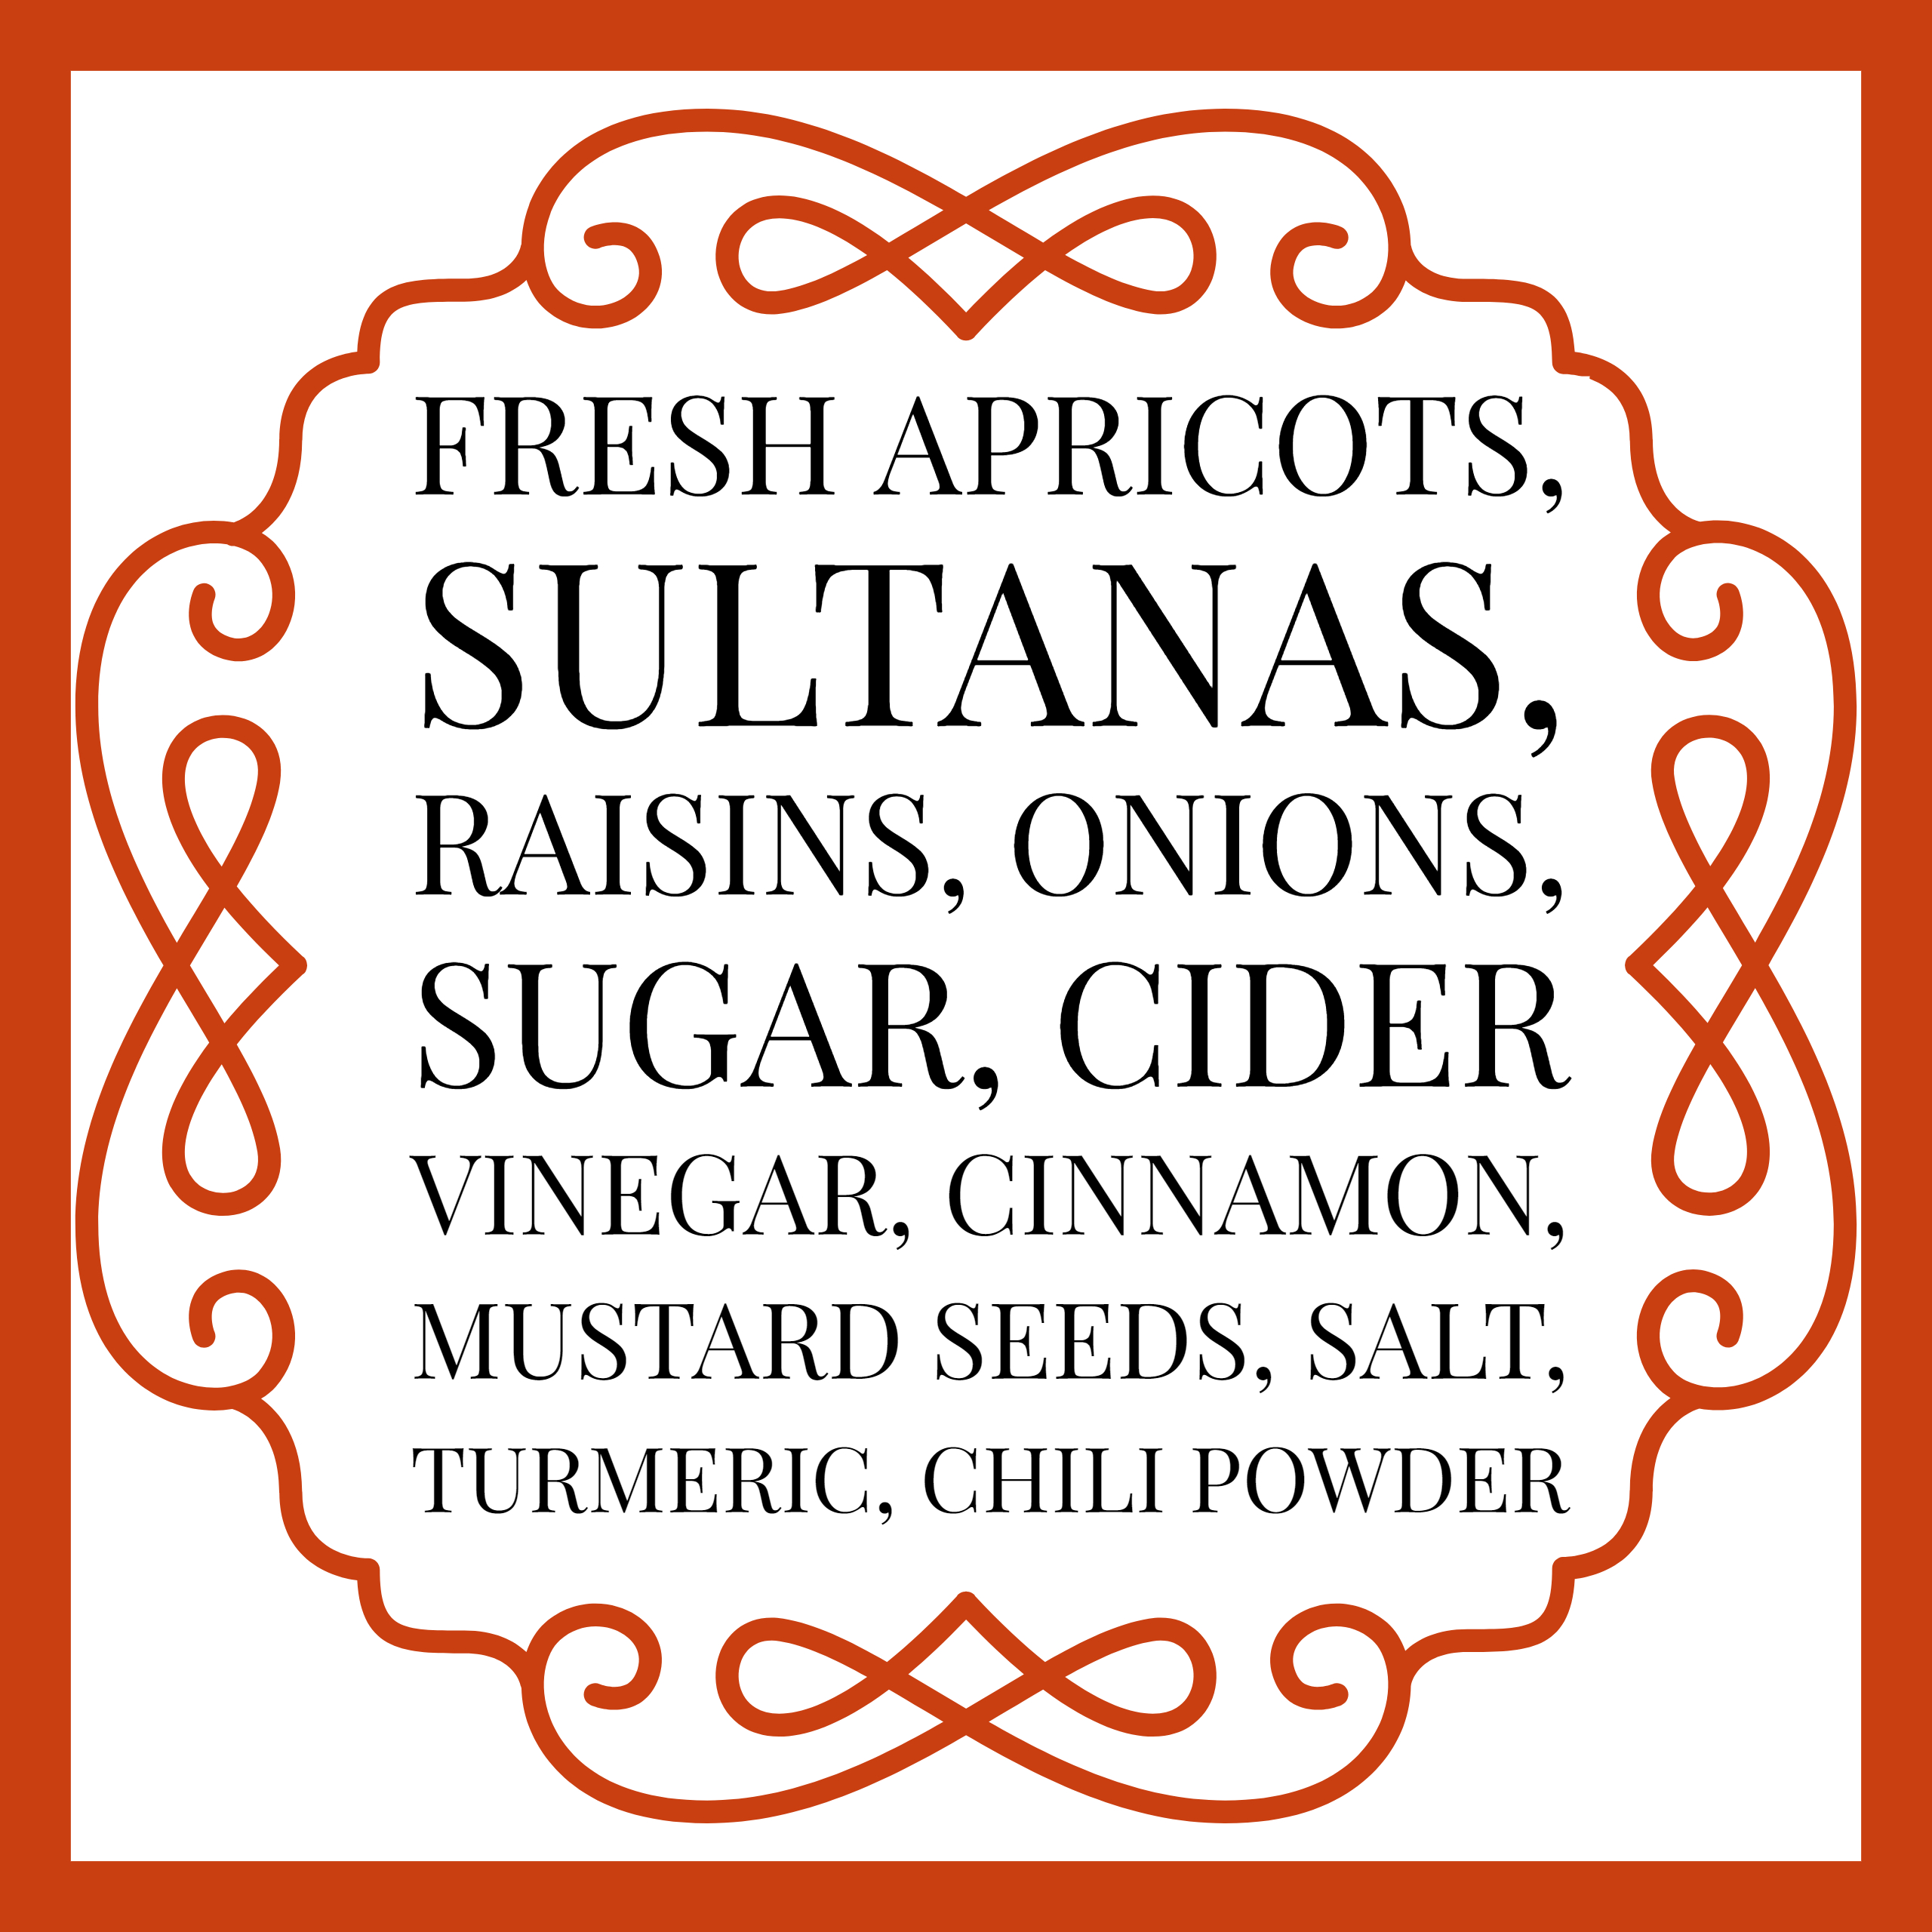 FRESH APRICOTS,
SULTANAS,
RAISINS, ONIONS,
SUGAR, CIDER
VINEGAR, CINNAMON,
MUSTARD SEEDS, SALT,
TURMERIC, CHILI POWDER